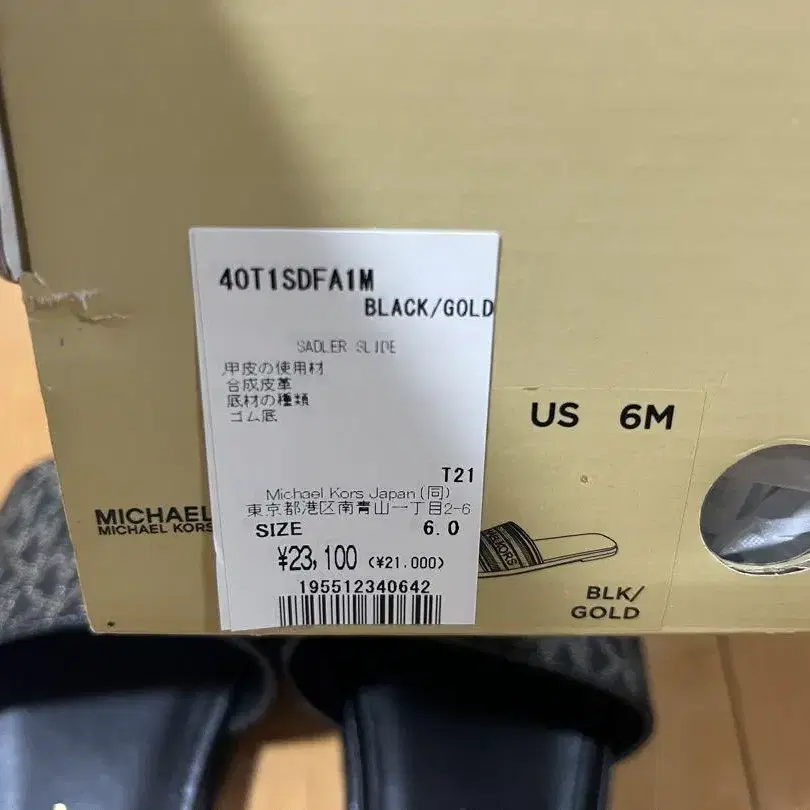 40T1SDFA1M
BLACK/GOLD
SADLER SLIDE
甲皮の使用材
合成皮革
底材の種類
ゴム底
T21
Michael Kors Japan(同)
東京都港区南青山一丁目2-6
SIZE 6.0
¥23,100 (¥21.000)
195512340642
MICHAEL
MICHAEL KORS
US 6M
KORS
BLK/
GOLD